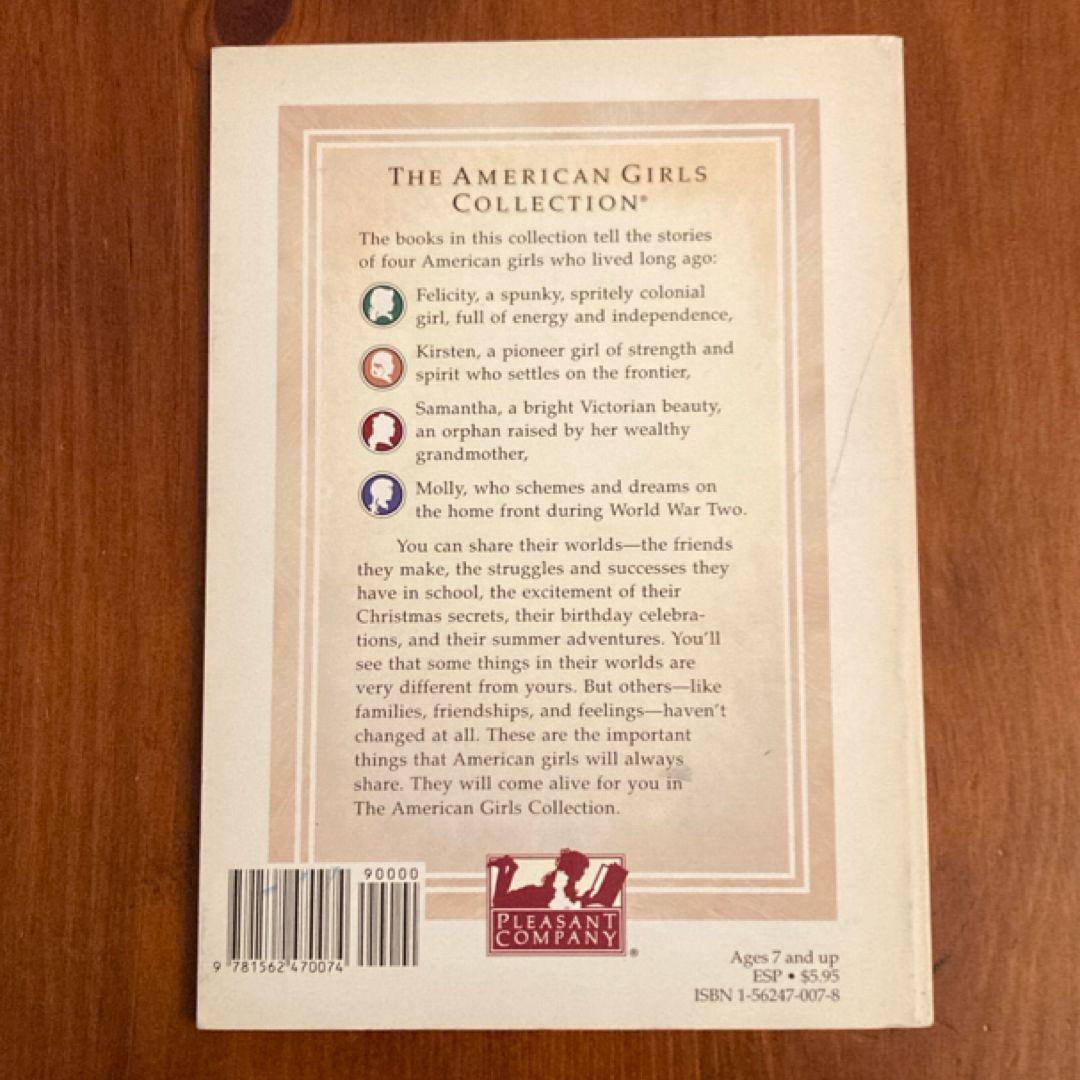 THE AMERICAN GIRLS
COLLECTION®
The books in this collection tell the stories
of four American girls who lived long ago:
Felicity, a spunky, spritely colonial
girl, full of energy and independence,
Kirsten, a pioneer girl of strength and
spirit who settles on the frontier,
Samantha, a bright Victorian beauty,
an orphan raised by her wealthy
grandmother,
Molly, who schemes and dreams on
the home front during World War Two.
You can share their worlds—the friends
they make, the struggles and successes they
have in school, the excitement of their
Christmas secrets, their birthday celebra-
tions, and their summer adventures. You'll
see that some things in their worlds are
very different from yours. But others—like
families, friendships, and feelings—haven't
changed at all. These are the important
things that American girls will always
share. They will come alive for you in
The American Girls Collection.
90000
9 781562 470074
PLEASANT
COMPANY®
Ages 7 and up
ESP • $5.95
ISBN 1-56247-007-8